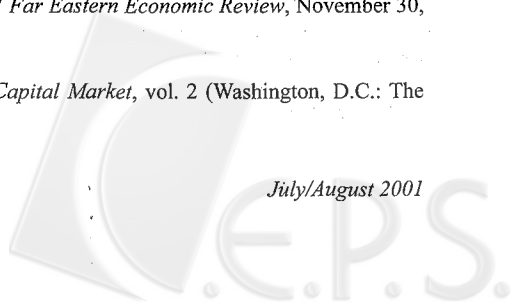 Far Eastern Economic Review, November 30,
Capital Market, vol. 2 (Washington, D.C.: The
July/August 2001
C.E.P.S.